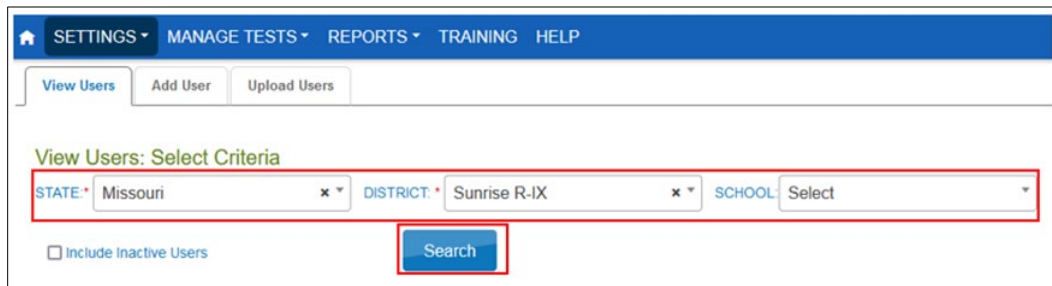 SETTINGS MANAGE TESTS REPORTS TRAINING HELP
View Users Add User Upload Users
View Users: Select Criteria
STATE:* Missouri × DISTRICT: * Sunrise R-IX × SCHOOL: Select
Include Inactive Users Search